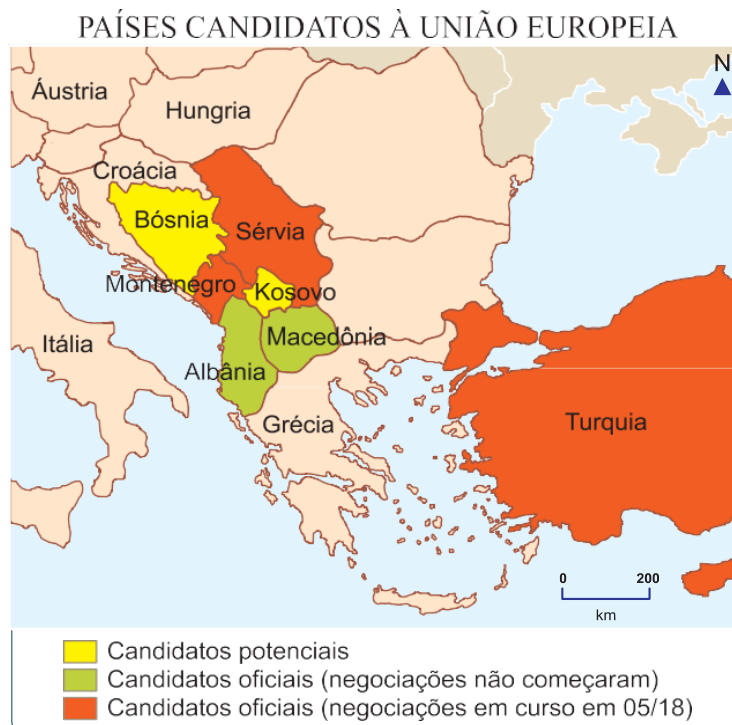 PAÍSES CANDIDATOS À UNIÃO EUROPEIA
N
Áustria
Hungria
Croácia
Bósnia
Sérvia
Montenegro
Kosovo
Macedônia
Itália
Albânia
Grécia
Turquia
0 200
km
Candidatos potenciais
Candidatos oficiais (negociações não começaram)
Candidatos oficiais (negociações em curso em 05/18)